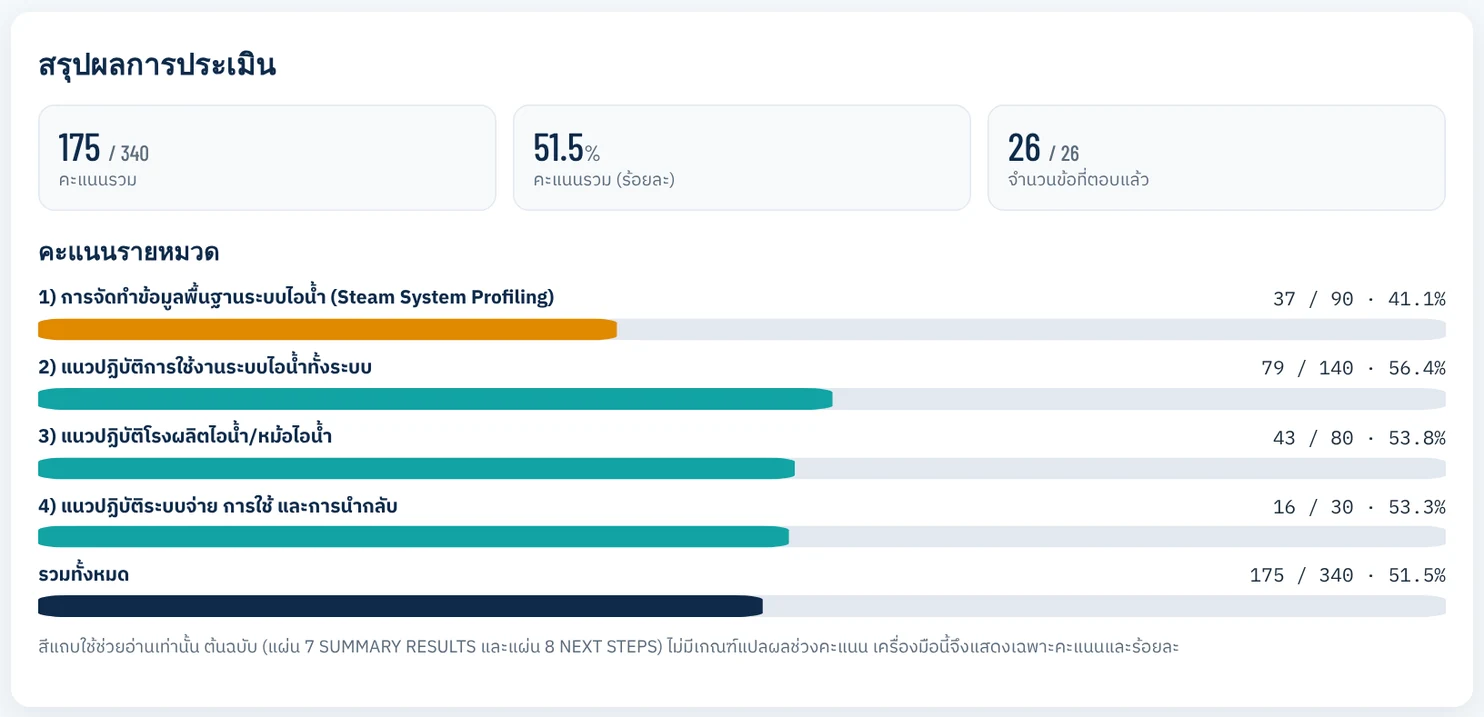 สรุปผลการประเมิน
175 / 340
คะแนนรวม
51.5%
คะแนนรวม (ร้อยละ)
26 / 26
จำนวนข้อที่ตอบแล้ว
คะแนนรายหมวด
1) การจัดทำข้อมูลพื้นฐานระบบไอน้ำ (Steam System Profiling)
37 / 90 · 41.1%
2) แนวปฏิบัติการใช้งานระบบไอน้ำทั้งระบบ
79 / 140 · 56.4%
3) แนวปฏิบัติโรงผลิตไอน้ำ/หม้อไอน้ำ
43 / 80 · 53.8%
4) แนวปฏิบัติระบบจ่าย การใช้ และการนำกลับ
16 / 30 · 53.3%
รวมทั้งหมด
175 / 340 · 51.5%
สีแถบใช้ช่วยอ่านเท่านั้น ต้นฉบับ (แผ่น 7 SUMMARY RESULTS และแผ่น 8 NEXT STEPS) ไม่มีเกณฑ์แปลผลช่วงคะแนน เครื่องมือนี้จึงแสดงเฉพาะคะแนนและร้อยละ